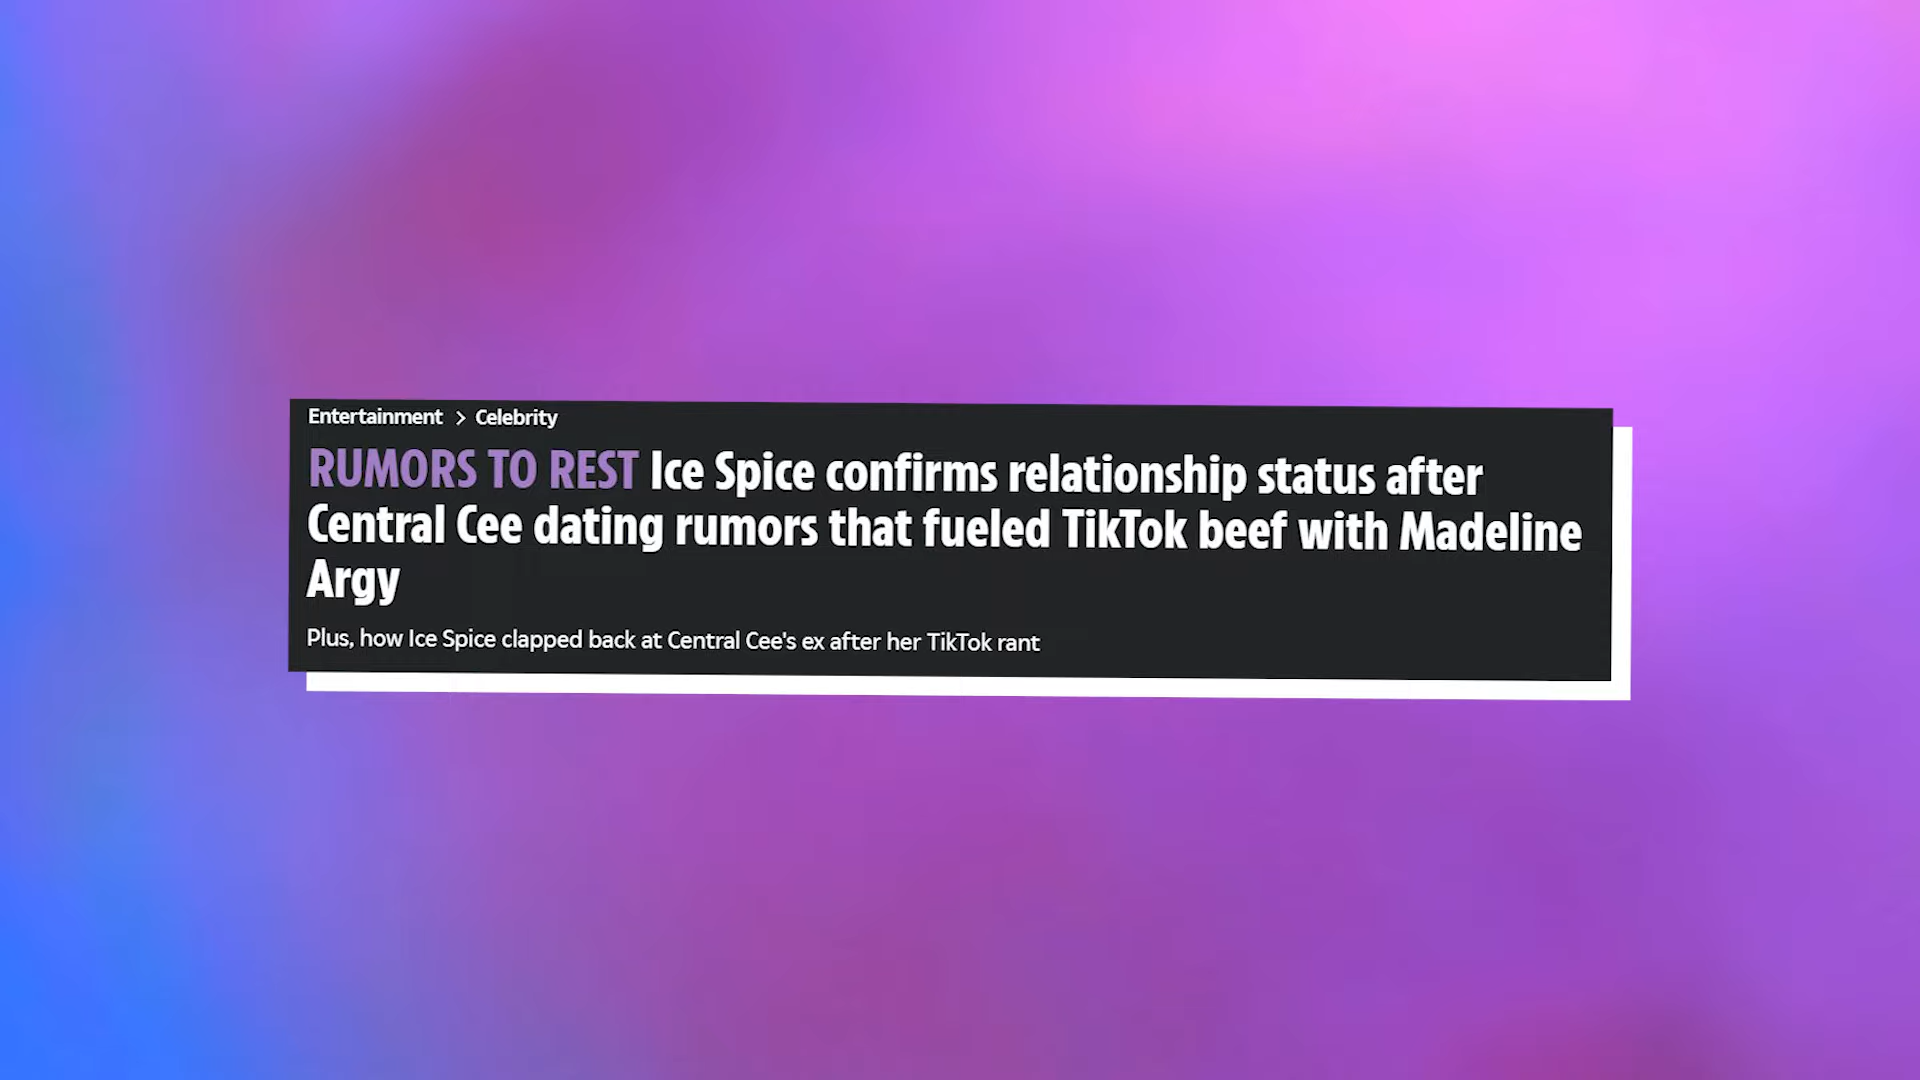 Entertainment > Celebrity
RUMORS TO REST Ice Spice confirms relationship status after
Central Cee dating rumors that fueled TikTok beef with Madeline
Argy
Plus, how Ice Spice clapped back at Central Cee's ex after her TikTok rant